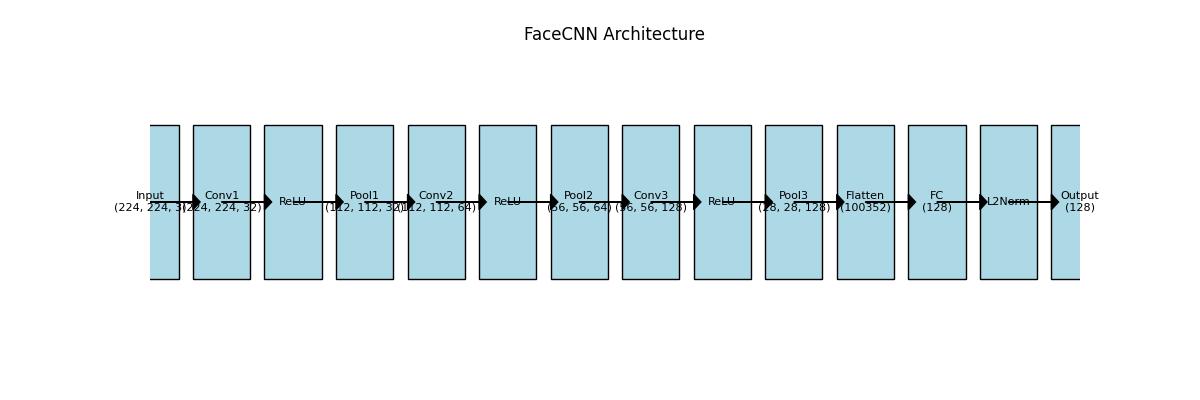 FaceCNN Architecture
Input
(224, 224, 3)
Conv1
(224, 224, 32)
ReLU
Pool1
(112, 112, 32)
Conv2
(112, 112, 64)
ReLU
Pool2
(56, 56, 64)
Conv3
(56, 56, 128)
ReLU
Pool3
(28, 28, 128)
Flatten
(100352)
FC
(128)
L2Norm
Output
(128)